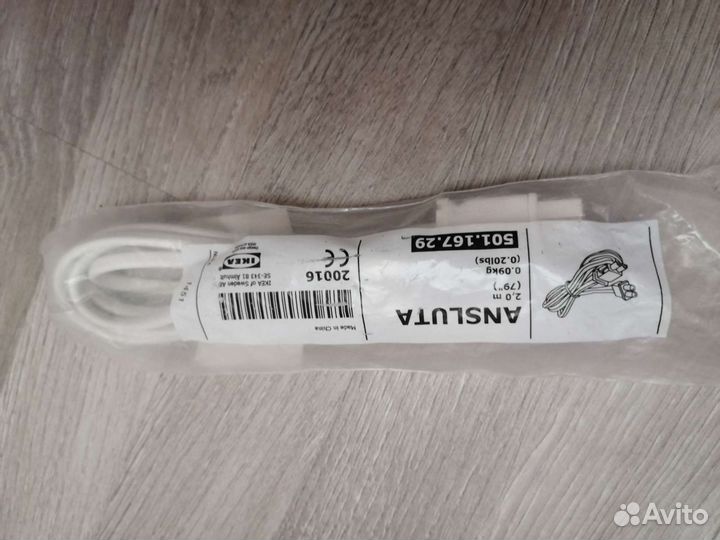 ANSLUTA
2,0 m
(79")
0.09kg
(0.20lbs)
501.167.29
Made in China
20016
CE
IKEA
IKEA of Sweden AB
SE-343 81 Älmhult
1451
Avito